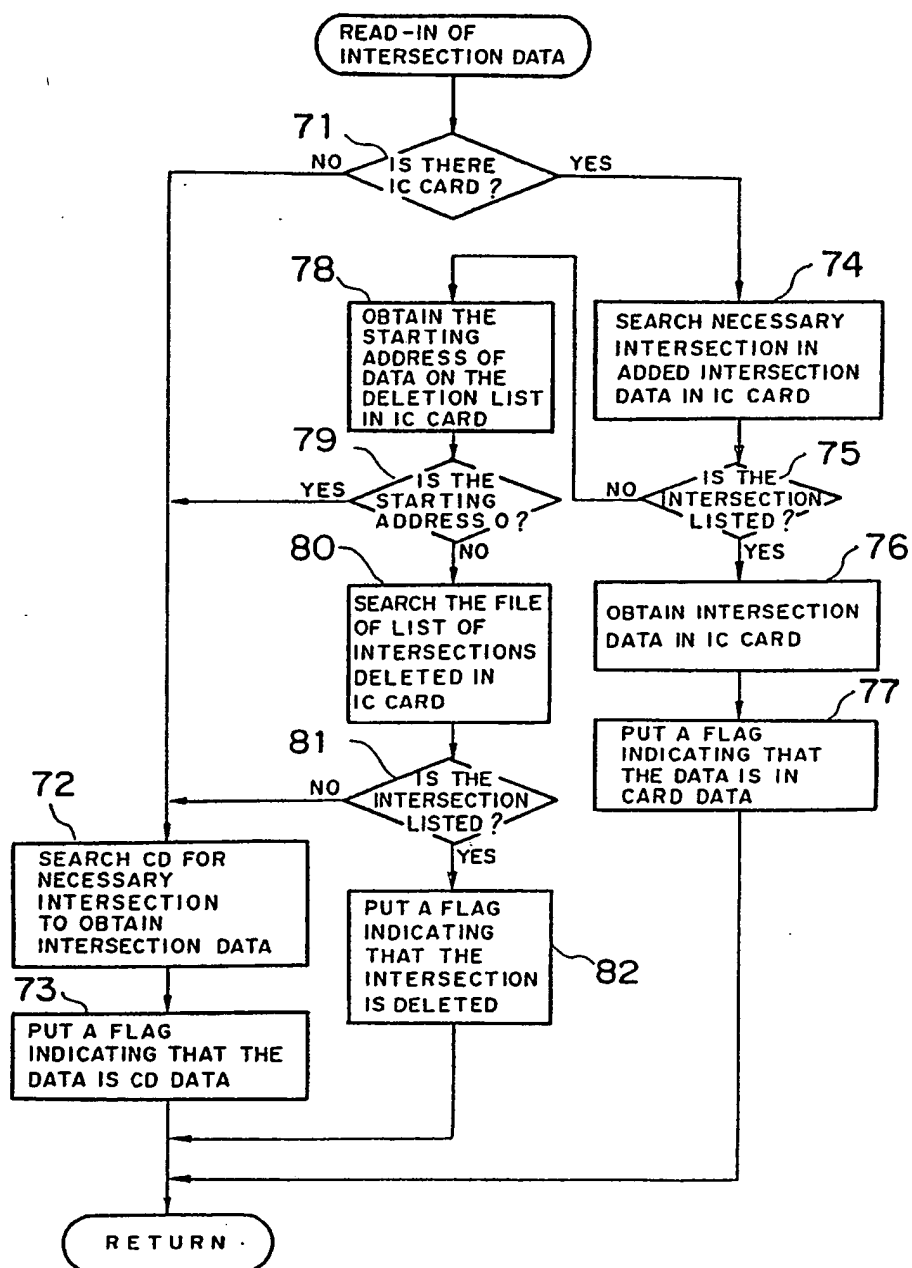 READ-IN OF
INTERSECTION DATA
71
IS THERE
IC CARD?
NO
YES
78
OBTAIN THE
STARTING
ADDRESS OF
DATA ON THE
DELETION LIST
IN IC CARD
74
SEARCH NECESSARY
INTERSECTION IN
ADDED INTERSECTION
DATA IN IC CARD
79
IS THE
STARTING
ADDRESS 0?
YES
NO
75
IS THE
INTERSECTION
LISTED?
NO
YES
80
SEARCH THE FILE
OF LIST OF
INTERSECTIONS
DELETED IN
IC CARD
76
OBTAIN INTERSECTION
DATA IN IC CARD
77
PUT A FLAG
INDICATING THAT
THE DATA IS IN
CARD DATA
81
IS THE
INTERSECTION
LISTED?
NO
YES
72
SEARCH CD FOR
NECESSARY
INTERSECTION
TO OBTAIN
INTERSECTION DATA
PUT A FLAG
INDICATING
THAT THE
INTERSECTION
IS DELETED
82
73
PUT A FLAG
INDICATING THAT THE
DATA IS CD DATA
RETURN